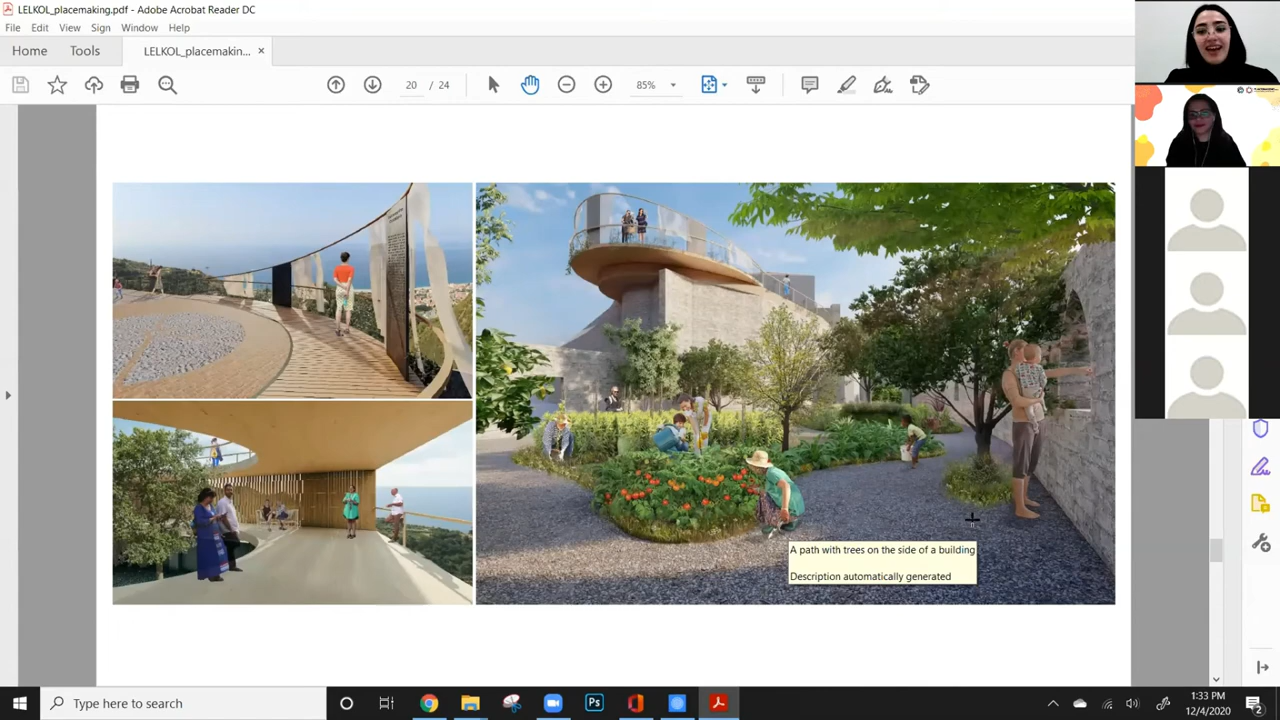 LELKOL_placemaking.pdf - Adobe Acrobat Reader DC
File Edit View Sign Window Help
Home Tools LELKOL_placemakin... ×
20 / 24 85%
A path with trees on the side of a building
Description automatically generated
Type here to search
Ps
1:33 PM
12/4/2020
2